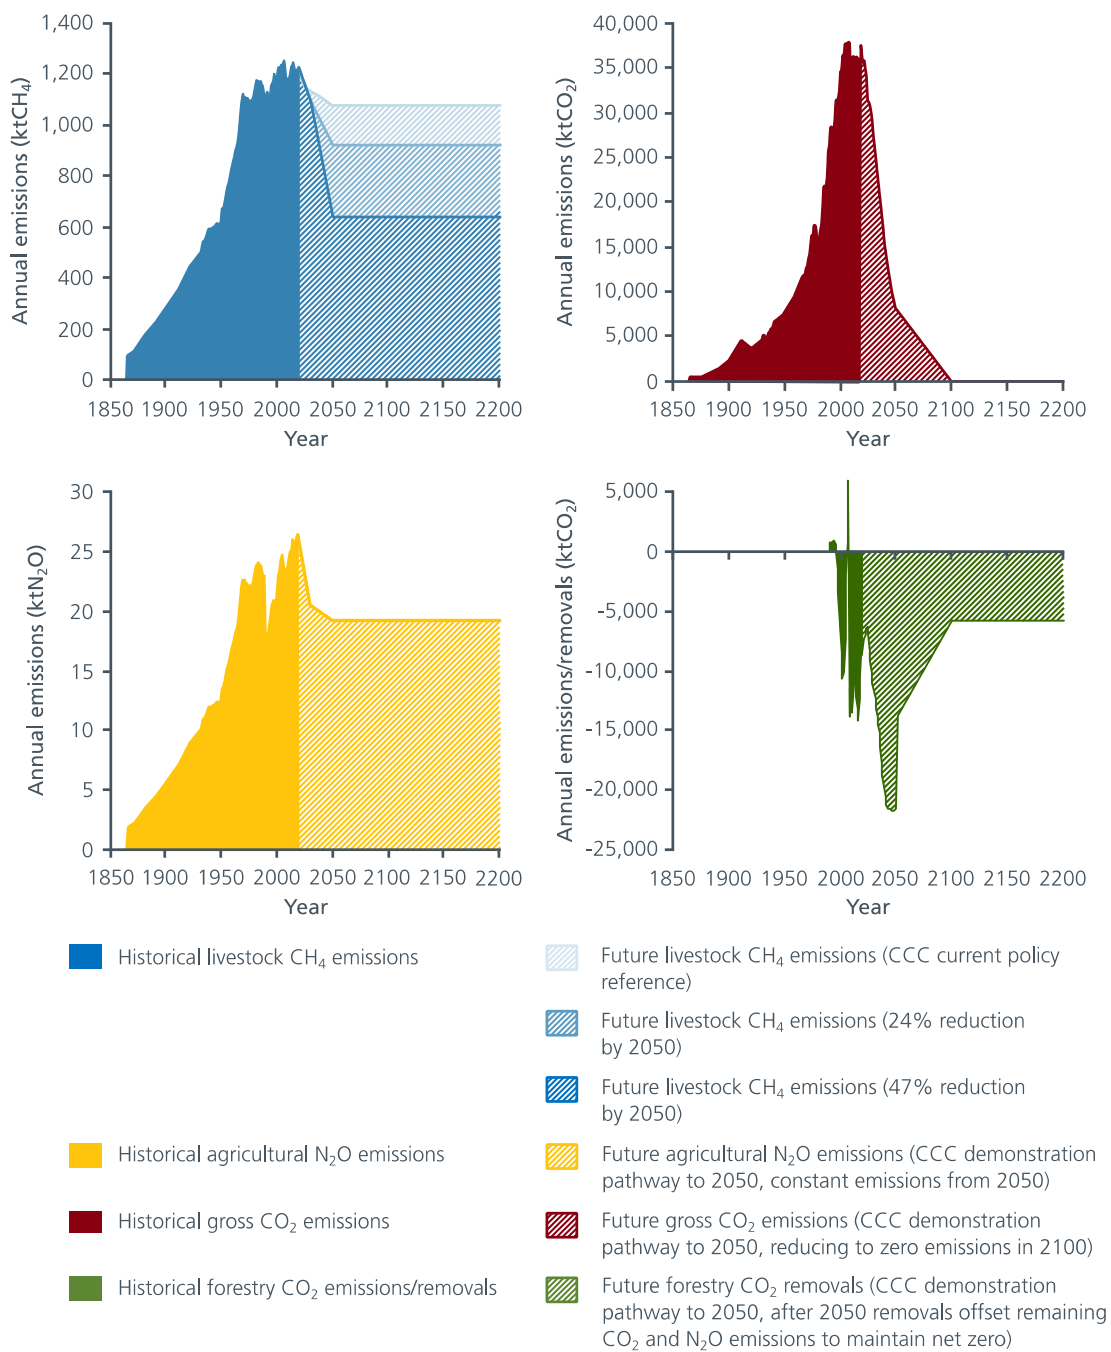 1,400
1,200
1,000
800
600
400
200
0
Annual emissions (ktCH₄)
1850 1900 1950 2000 2050 2100 2150 2200
Year
40,000
35,000
30,000
25,000
20,000
15,000
10,000
5,000
0
Annual emissions (ktCO₂)
1850 1900 1950 2000 2050 2100 2150 2200
Year
30
25
20
15
10
5
0
Annual emissions (ktN₂O)
1850 1900 1950 2000 2050 2100 2150 2200
Year
5,000
0
-5,000
-10,000
-15,000
-20,000
-25,000
Annual emissions/removals (ktCO₂)
1850 1900 1950 2000 2050 2100 2150 2200
Year
Historical livestock CH₄ emissions
Future livestock CH₄ emissions (CCC current policy
reference)
Future livestock CH₄ emissions (24% reduction
by 2050)
Future livestock CH₄ emissions (47% reduction
by 2050)
Historical agricultural N₂O emissions
Future agricultural N₂O emissions (CCC demonstration
pathway to 2050, constant emissions from 2050)
Historical gross CO₂ emissions
Future gross CO₂ emissions (CCC demonstration
pathway to 2050, reducing to zero emissions in 2100)
Historical forestry CO₂ emissions/removals
Future forestry CO₂ removals (CCC demonstration
pathway to 2050, after 2050 removals offset remaining
CO₂ and N₂O emissions to maintain net zero)